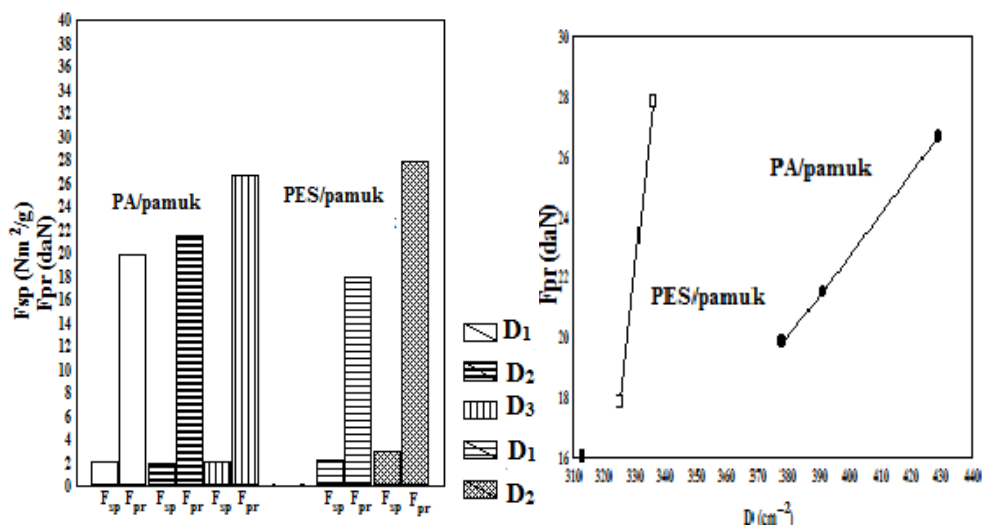 40
38
36
34
32
30
28
26
24
22
20
18
16
14
12
10
8
6
4
2
0
Fsp (Nm²/g)
Fpr (daN)
PA/pamuk
PES/pamuk
Fsp Fpr Fsp Fpr Fsp Fpr Fsp Fpr Fsp Fpr
D1
D2
D3
D1
D2
30
28
26
24
22
20
18
16
Fpr (daN)
PA/pamuk
PES/pamuk
310 320 330 340 350 360 370 380 390 400 410 420 430 440
D (cm⁻²)